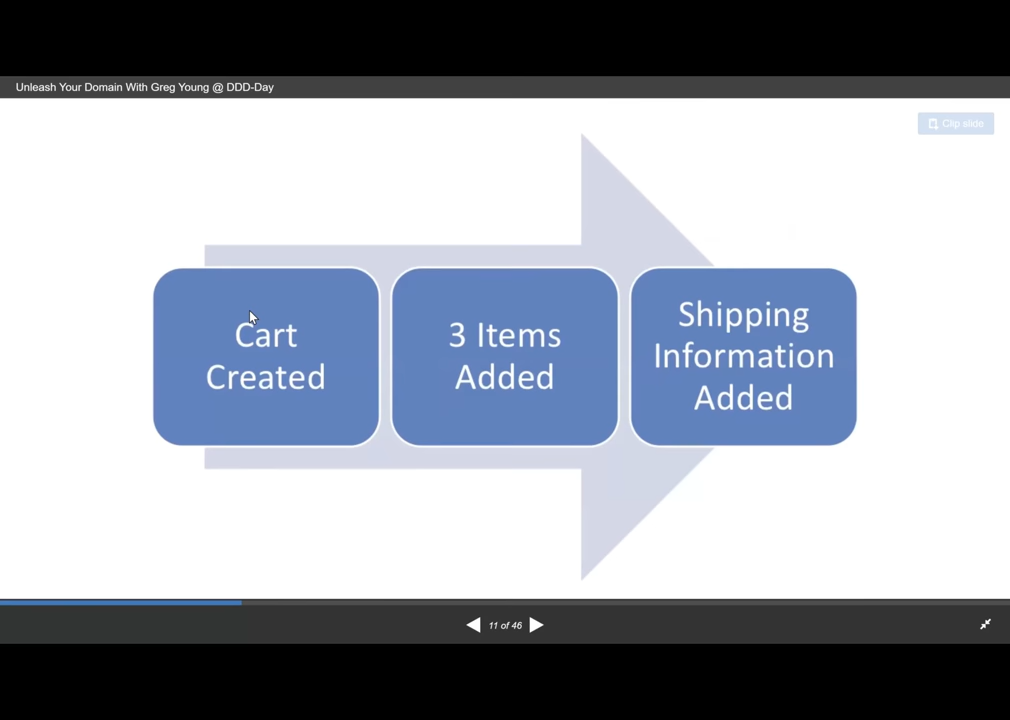 Unleash Your Domain With Greg Young @ DDD-Day
Clip slide
Cart
Created
3 Items
Added
Shipping
Information
Added
11 of 46